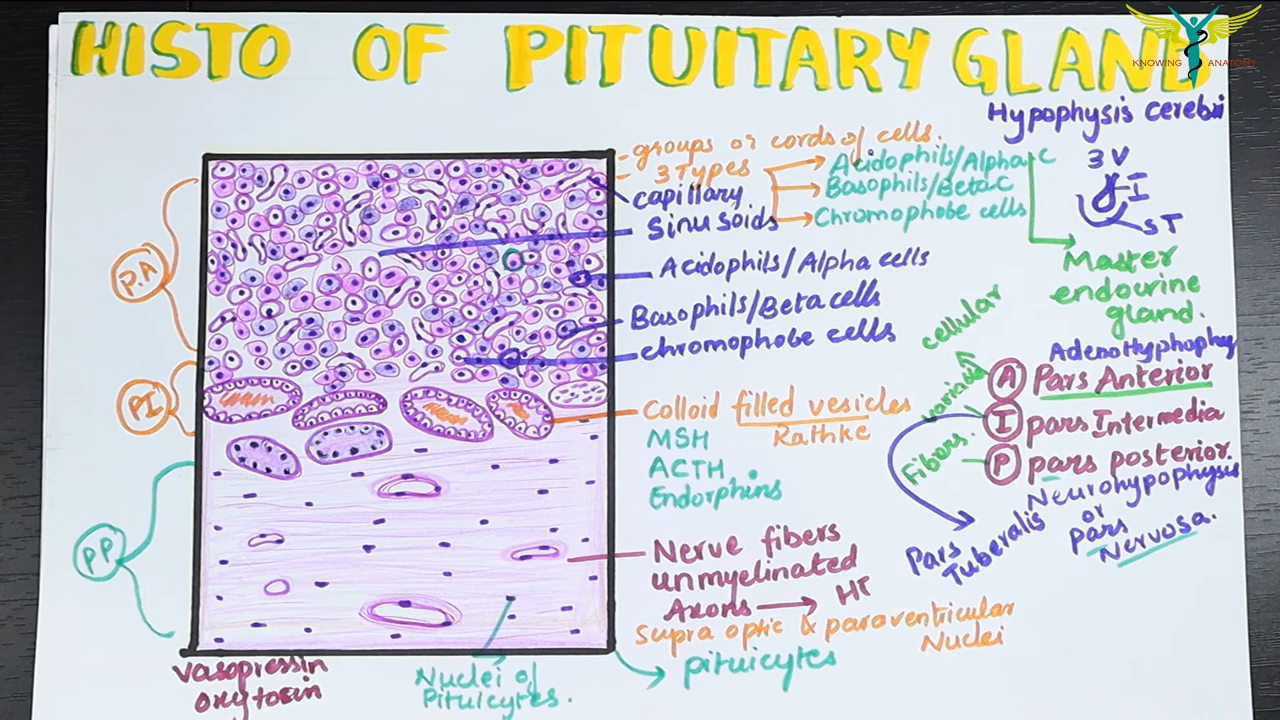 HISTO OF PITUITARY GLAND
KNOWING ANATOMY
Hypophysis cerebri
- groups or cords of cells.
- 3 Types
Acidophils/Alpha C
Basophils/Beta C
Chromophobe cells
capillary
sinusoids
3V
I
ST
Master
endocrine
gland.
Acidophils/Alpha cells
Basophils/Beta cells
chromophobe cells
P.A
PI
PP
cellular
variable
Fibers.
Adenohyphophy
A Pars Anterior
I pars Intermedia
P pars posterior.
Neurohypophysis
or
Pars
Nervosa.
Pars
Tuberalis
Colloid filled vesicles
Rathke
MSH
ACTH
Endorphins
Nerve fibers
unmyelinated
Axons → HT
Supra optic & paraventricular
Nuclei
pituicytes
Vasopressin
oxytosin
Nuclei of
Pituicytes.